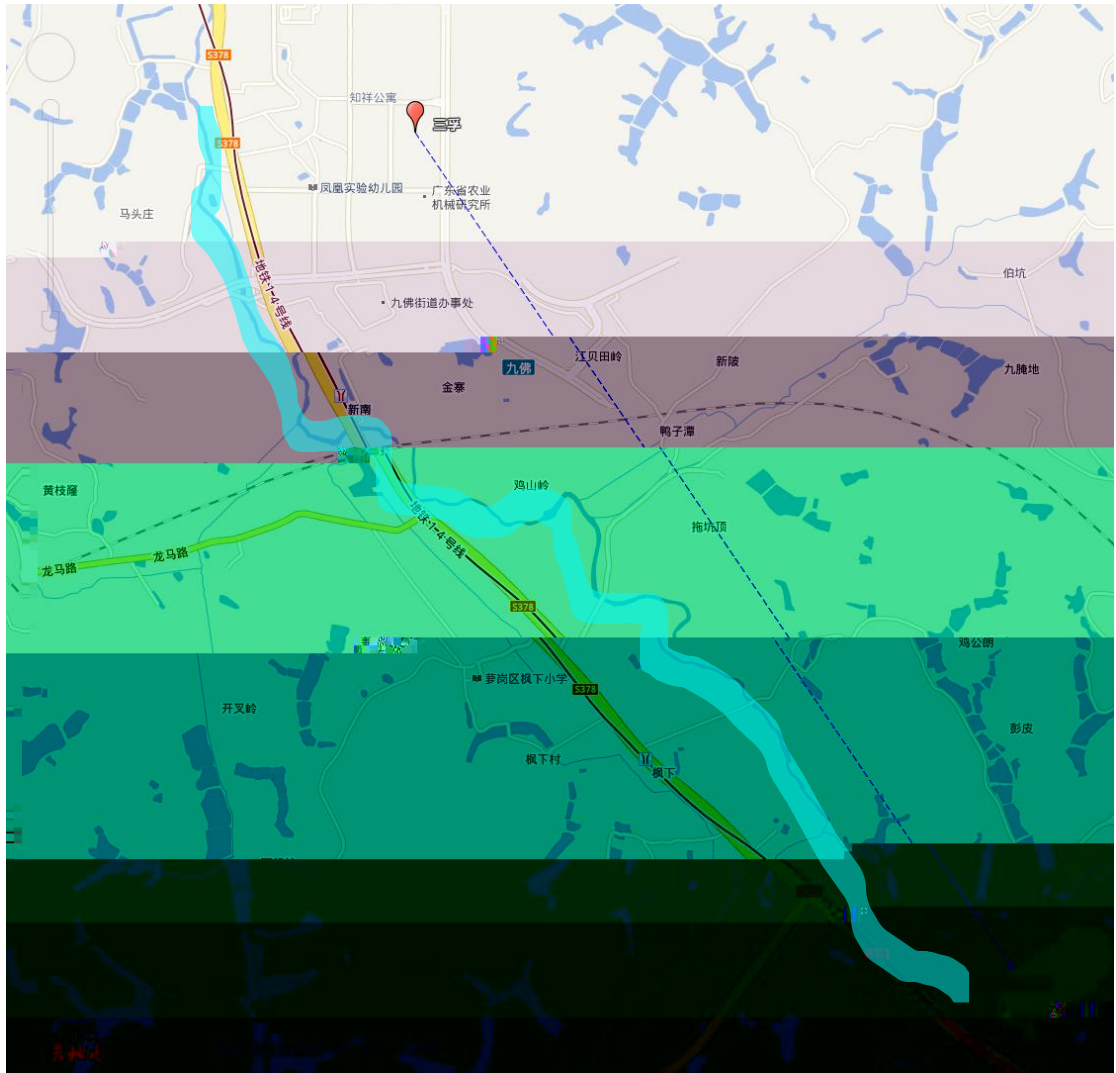 S378
知祥公寓
三孚
S378
凤凰实验幼儿园
广东省农业
机械研究所
马头庄
地铁·1-4·号线
伯坑
九佛街道办事处
江贝田岭
新陂
九佛
九腌地
金寨
新南
鸭子潭
黄枝窿
鸡山岭
地铁·1-4·号线
拖坑顶
龙马路
龙马路
S378
鸡公朗
萝岗区枫下小学
S378
开叉岭
彭皮
枫下村
枫下